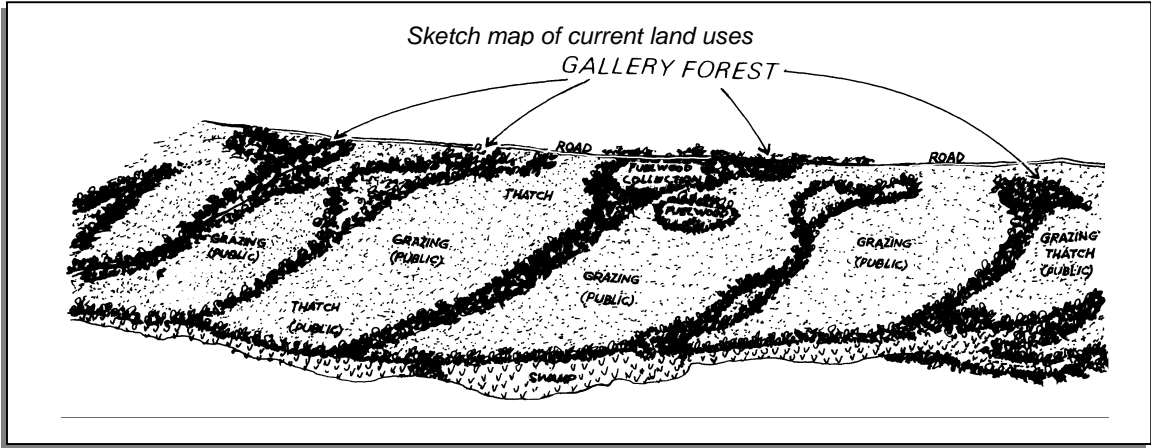 Sketch map of current land uses
GALLERY FOREST
ROAD
ROAD
FUELWOOD
COLLECTION
THATCH
FUELWOOD
GRAZING
(PUBLIC)
GRAZING
(PUBLIC)
GRAZING
(PUBLIC)
GRAZING
THATCH
(PUBLIC)
GRAZING
(PUBLIC)
THATCH
(PUBLIC)
SWAMP